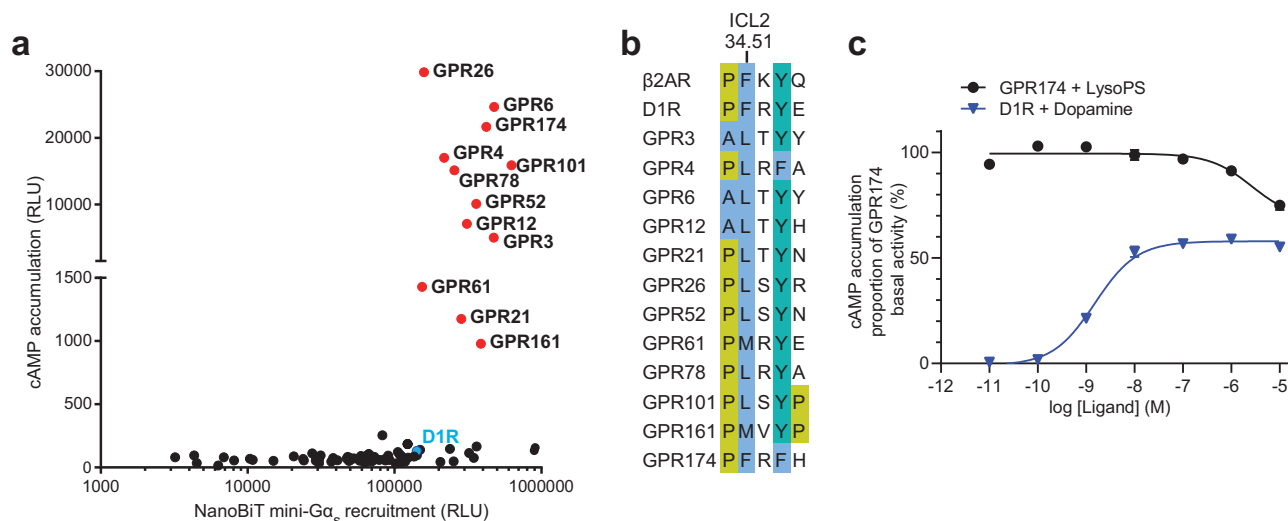 a
cAMP accumulation (RLU)
30000
20000
10000
1500
1000
500
0
1000
10000
100000
1000000
NanoBiT mini-Gαs recruitment (RLU)
GPR26
GPR6
GPR174
GPR4
GPR101
GPR78
GPR52
GPR12
GPR3
GPR61
GPR21
GPR161
D1R
b
ICL2
34.51
β2AR P F K Y Q
D1R P F R Y E
GPR3 A L T Y Y
GPR4 P L R F A
GPR6 A L T Y Y
GPR12 A L T Y H
GPR21 P L T Y N
GPR26 P L S Y R
GPR52 P L S Y N
GPR61 P M R Y E
GPR78 P L R Y A
GPR101 P L S Y P
GPR161 P M V Y P
GPR174 P F R F H
c
GPR174 + LysoPS
D1R + Dopamine
cAMP accumulation
proportion of GPR174
basal activity (%)
100
50
0
-12 -11 -10 -9 -8 -7 -6 -5
log [Ligand] (M)